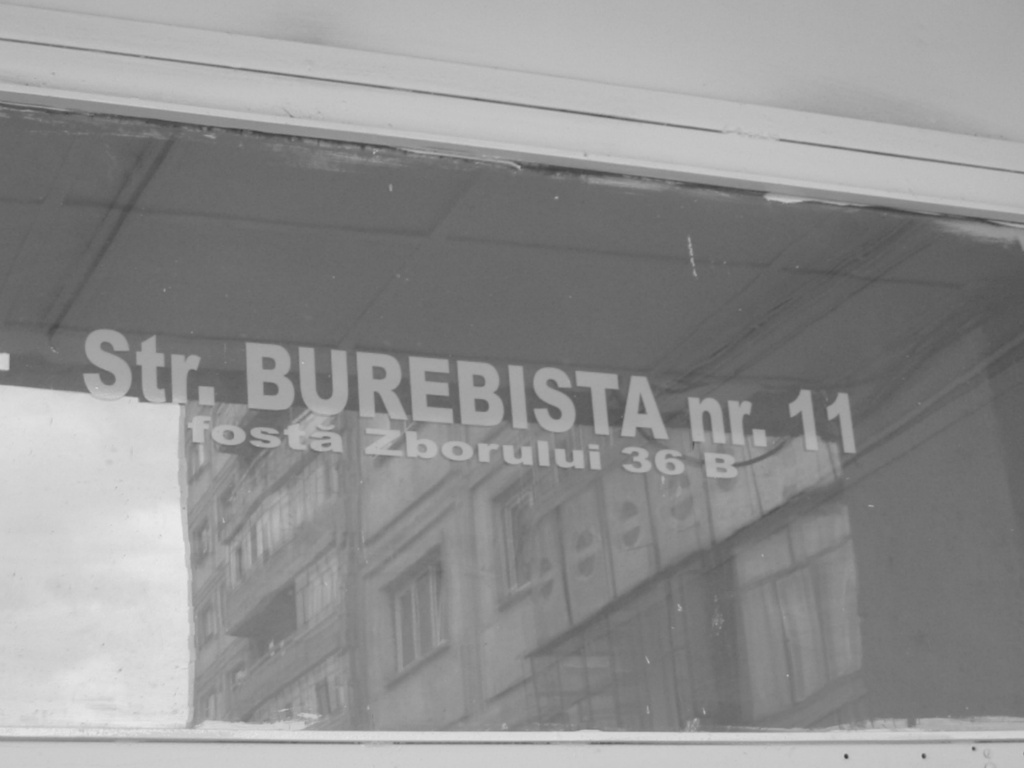 Str. BUREBISTA nr. 11
fostă Zborului 36 B